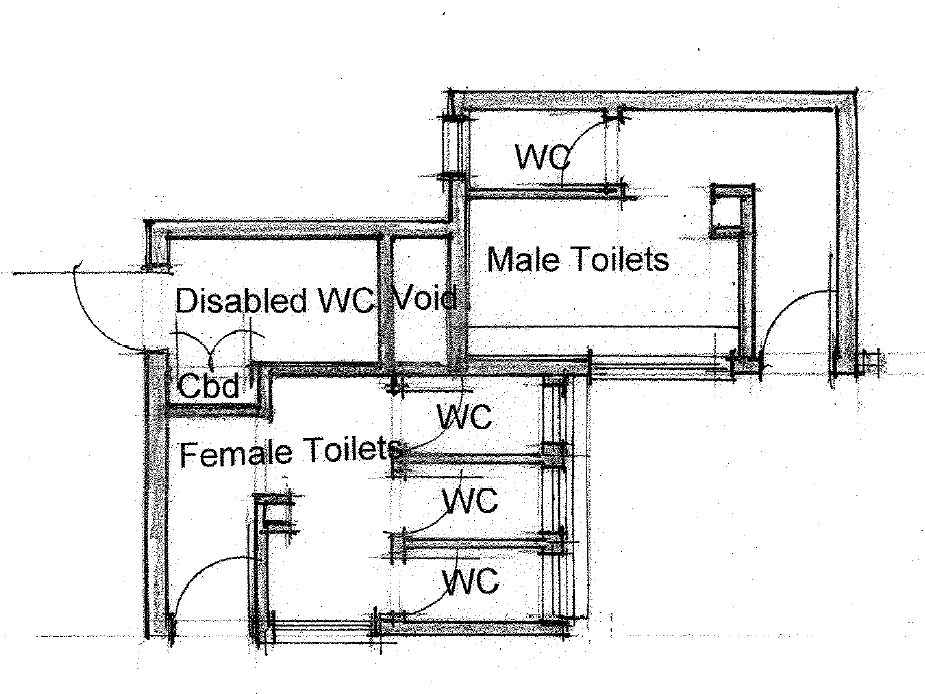 WC
Male Toilets
Disabled WC
Void
Cbd
WC
Female Toilets
WC
WC